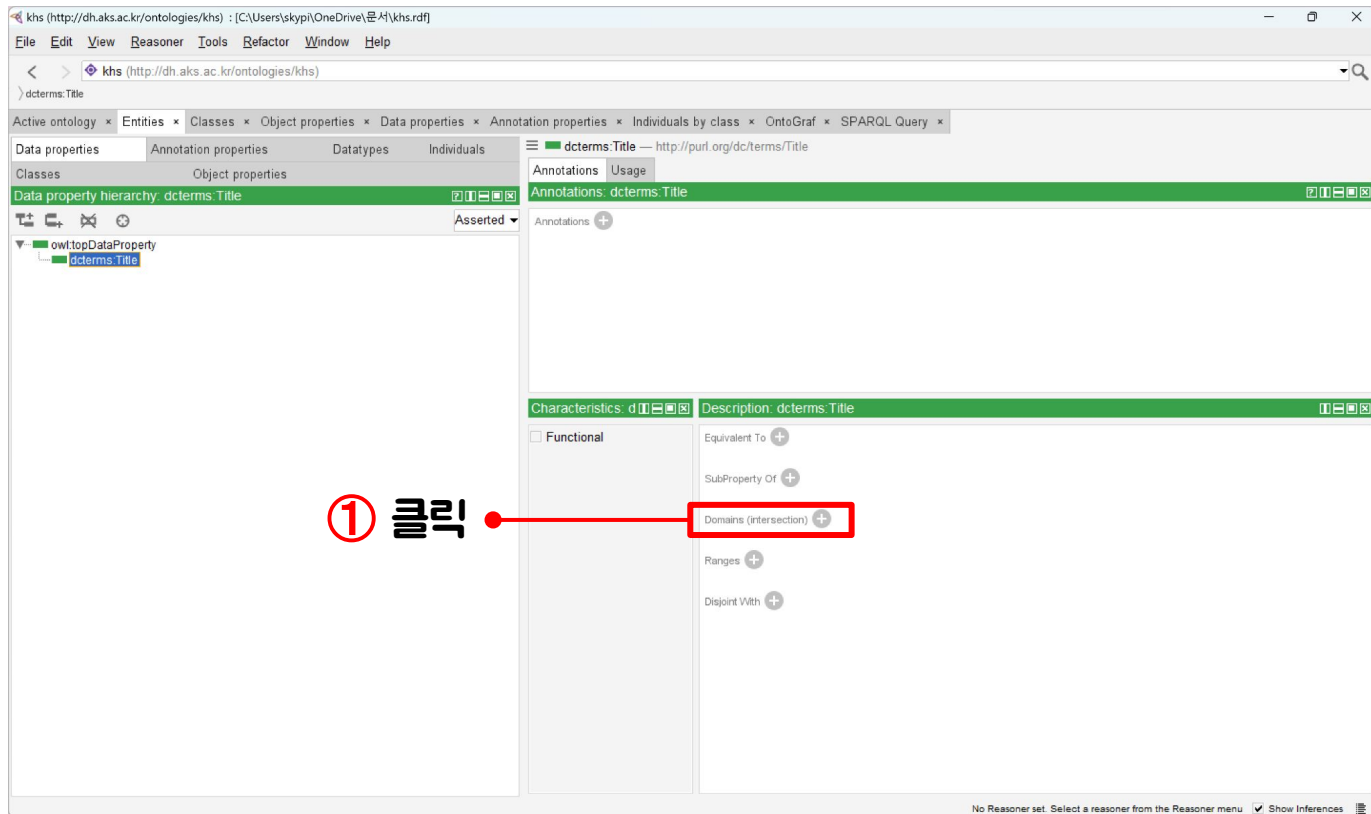 khs (http://dh.aks.ac.kr/ontologies/khs) : [C:\Users\skypi\OneDrive\문서\khs.rdf]
File Edit View Reasoner Tools Refactor Window Help
khs (http://dh.aks.ac.kr/ontologies/khs)
dcterms:Title
Active ontology × Entities × Classes × Object properties × Data properties × Annotation properties × Individuals by class × OntoGraf × SPARQL Query ×
Data properties Annotation properties Datatypes Individuals
Classes Object properties
Data property hierarchy: dcterms:Title
Asserted
owl:topDataProperty
dcterms:Title
dcterms:Title — http://purl.org/dc/terms/Title
Annotations Usage
Annotations: dcterms:Title
Annotations
Characteristics: d
Functional
Description: dcterms:Title
Equivalent To
SubProperty Of
① 클릭
Domains (intersection)
Ranges
Disjoint With
No Reasoner set. Select a reasoner from the Reasoner menu Show Inferences